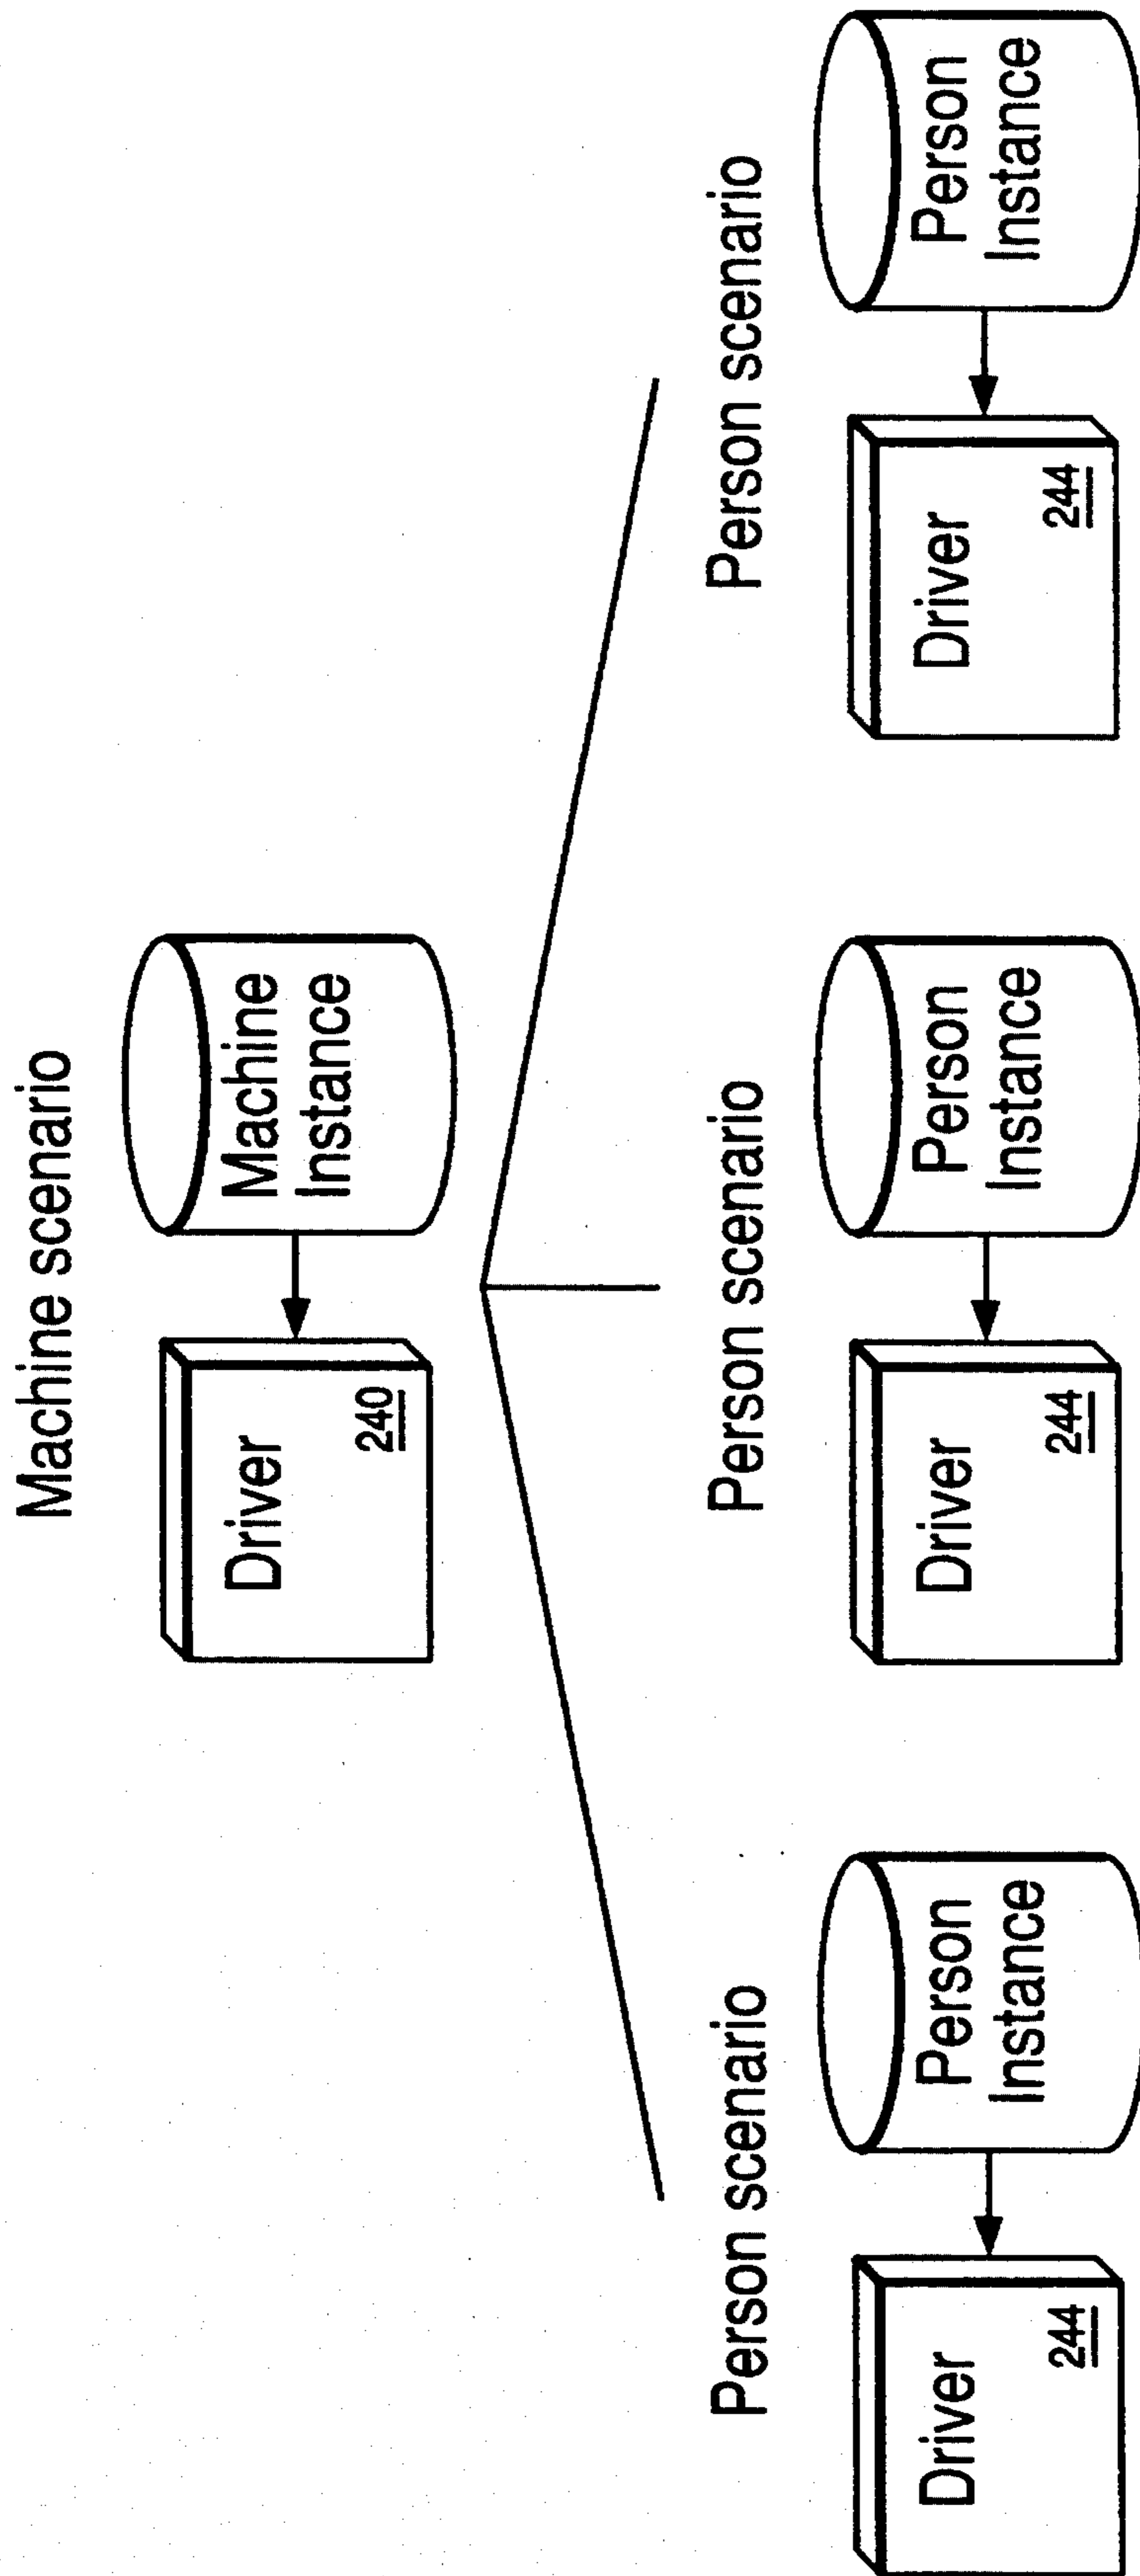 Machine scenario
Driver
240
Machine
Instance
Person scenario
Driver
244
Person
Instance
Person scenario
Driver
244
Person
Instance
Person scenario
Driver
244
Person
Instance